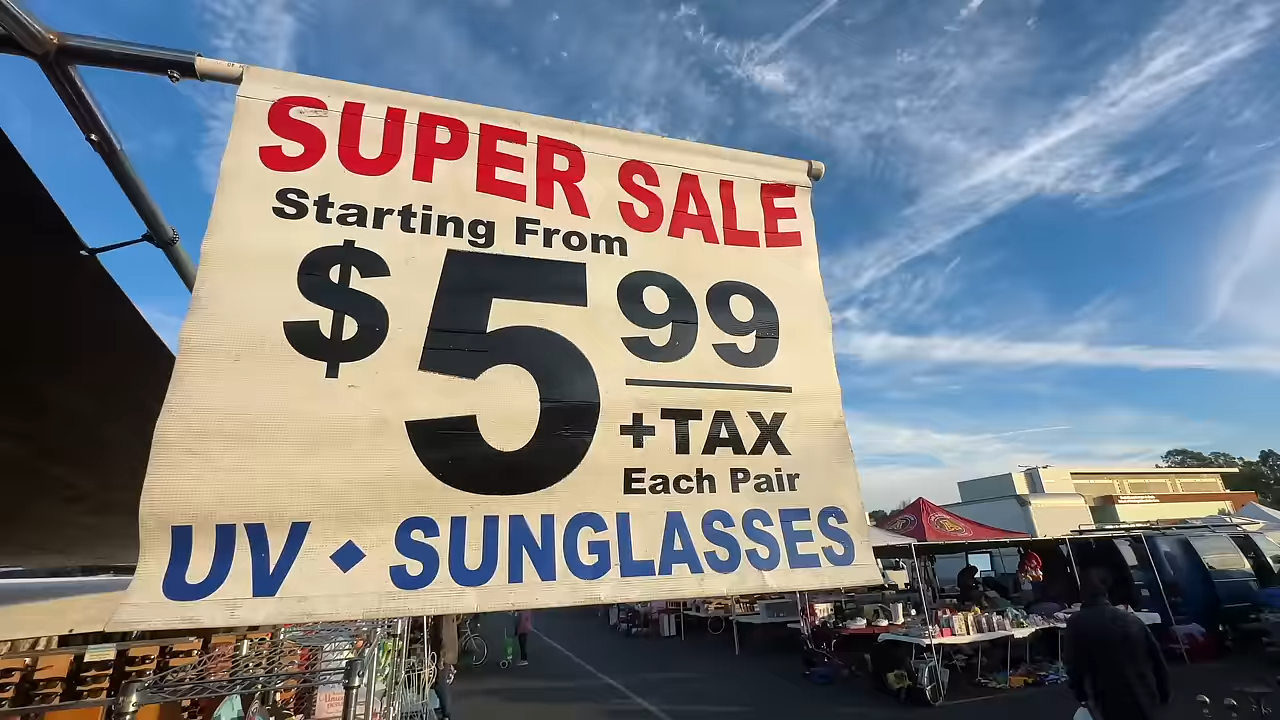 SUPER SALE
Starting From
$5 99
+TAX
Each Pair
UV ◆ SUNGLASSES